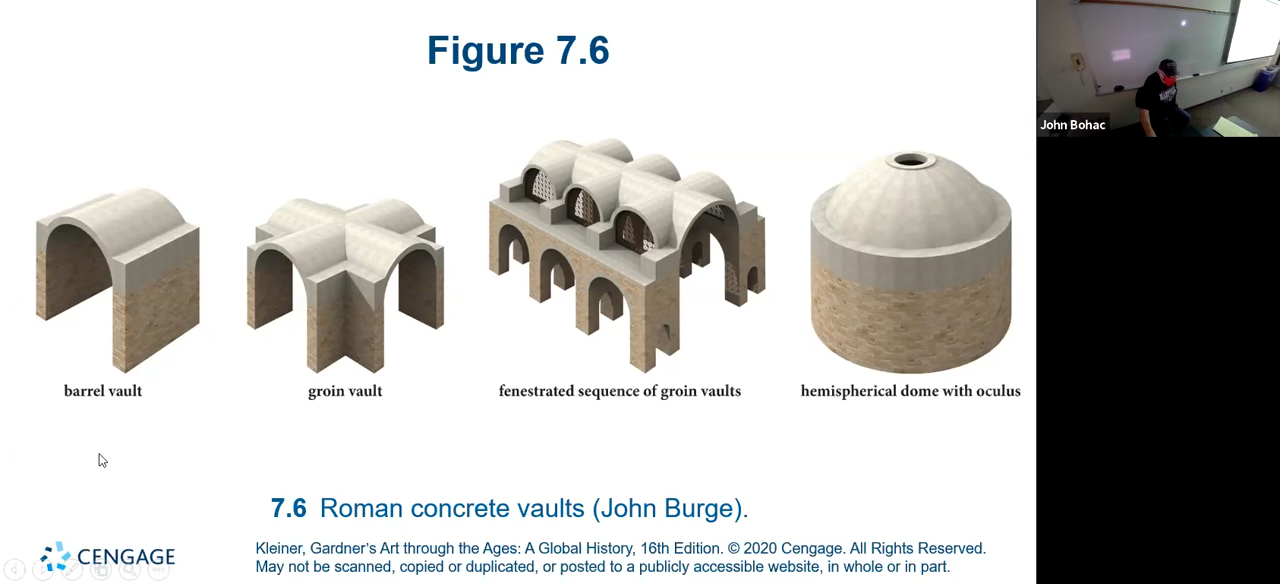 Figure 7.6
John Bohac
barrel vault
groin vault
fenestrated sequence of groin vaults
hemispherical dome with oculus
7.6 Roman concrete vaults (John Burge).
CENGAGE
Kleiner, Gardner's Art through the Ages: A Global History, 16th Edition. © 2020 Cengage. All Rights Reserved.
May not be scanned, copied or duplicated, or posted to a publicly accessible website, in whole or in part.